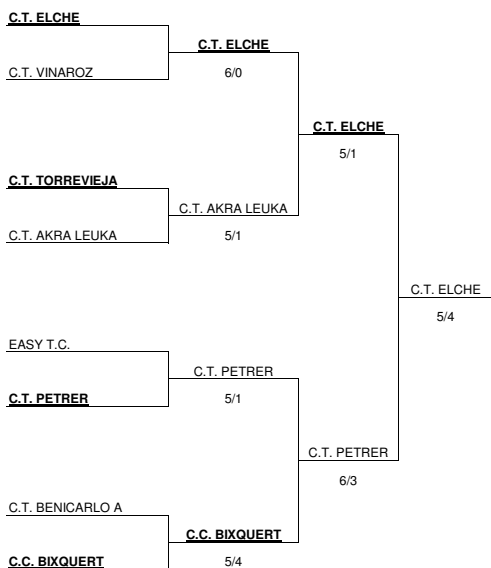 C.T. ELCHE
C.T. ELCHE
C.T. VINAROZ
6/0
C.T. ELCHE
5/1
C.T. TORREVIEJA
C.T. AKRA LEUKA
C.T. AKRA LEUKA
5/1
C.T. ELCHE
5/4
EASY T.C.
C.T. PETRER
C.T. PETRER
5/1
C.T. PETRER
6/3
C.T. BENICARLO A
C.C. BIXQUERT
C.C. BIXQUERT
5/4